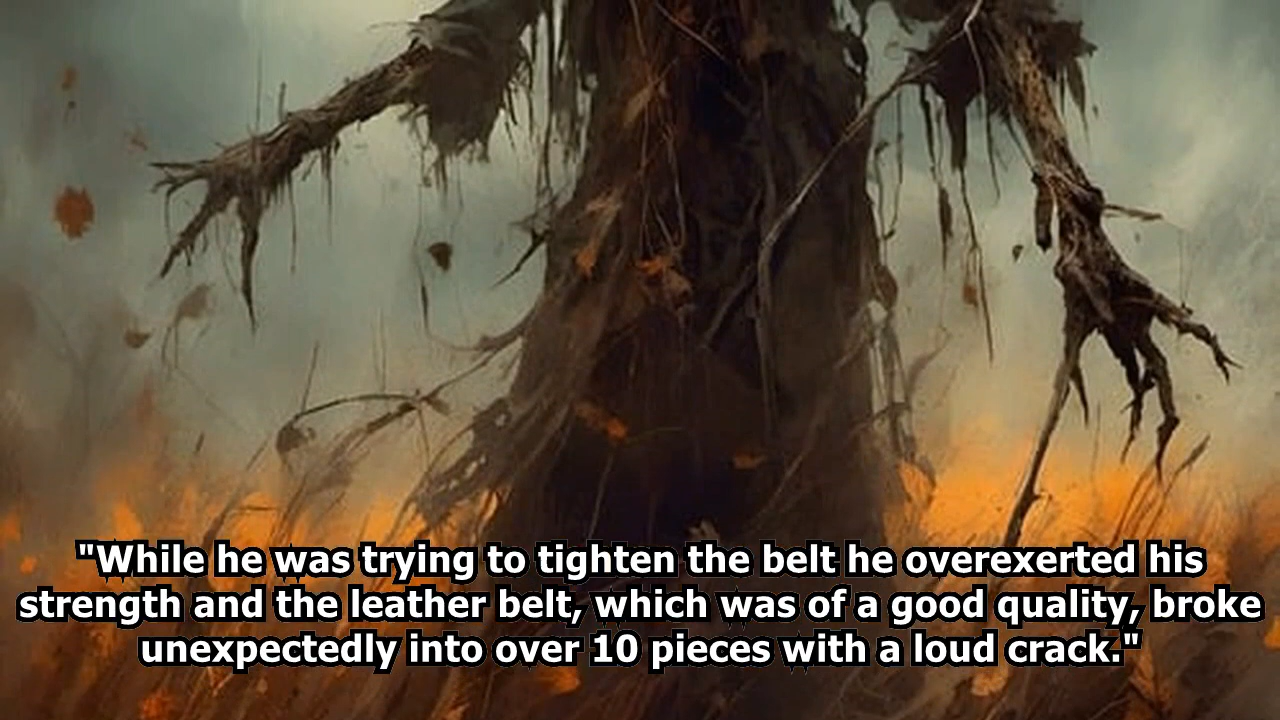 "While he was trying to tighten the belt he overexerted his
strength and the leather belt, which was of a good quality, broke
unexpectedly into over 10 pieces with a loud crack."